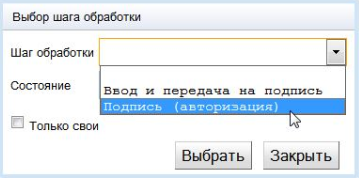 Выбор шага обработки
Шаг обработки
Состояние
Ввод и передача на подпись
Подпись (авторизация)
Только свои
Выбрать Закрыть